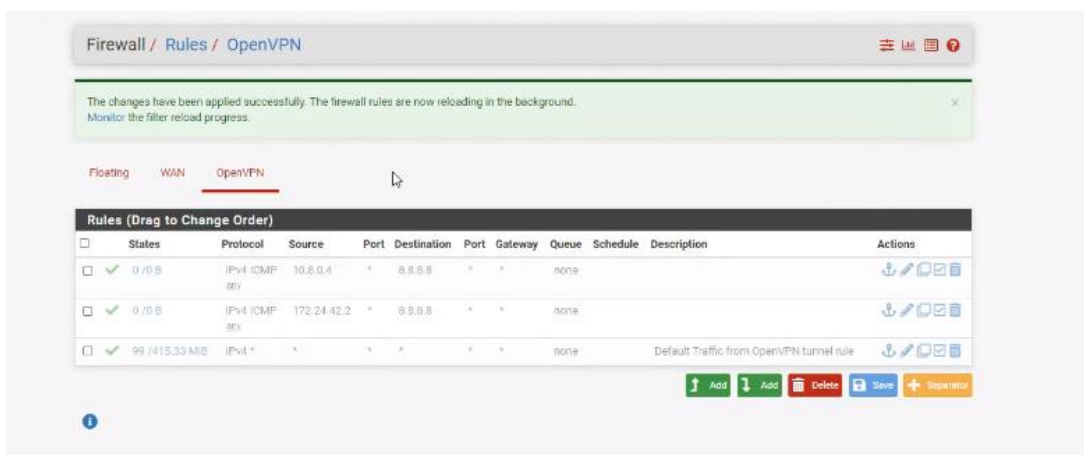 Firewall / Rules / OpenVPN
The changes have been applied successfully. The firewall rules are now reloading in the background.
Monitor the filter reload progress.
×
Floating WAN OpenVPN
Rules (Drag to Change Order)
States Protocol Source Port Destination Port Gateway Queue Schedule Description Actions
0 /0 B IPv4 ICMP 10.8.0.4 * 8.8.8.8 * * none
any
0 /0 B IPv4 ICMP 172.24.42.2 * 8.8.8.8 * * none
any
99 /415.33 MiB IPv4 * * * * * * none Default Traffic from OpenVPN tunnel rule
Add Add Delete Save Separator